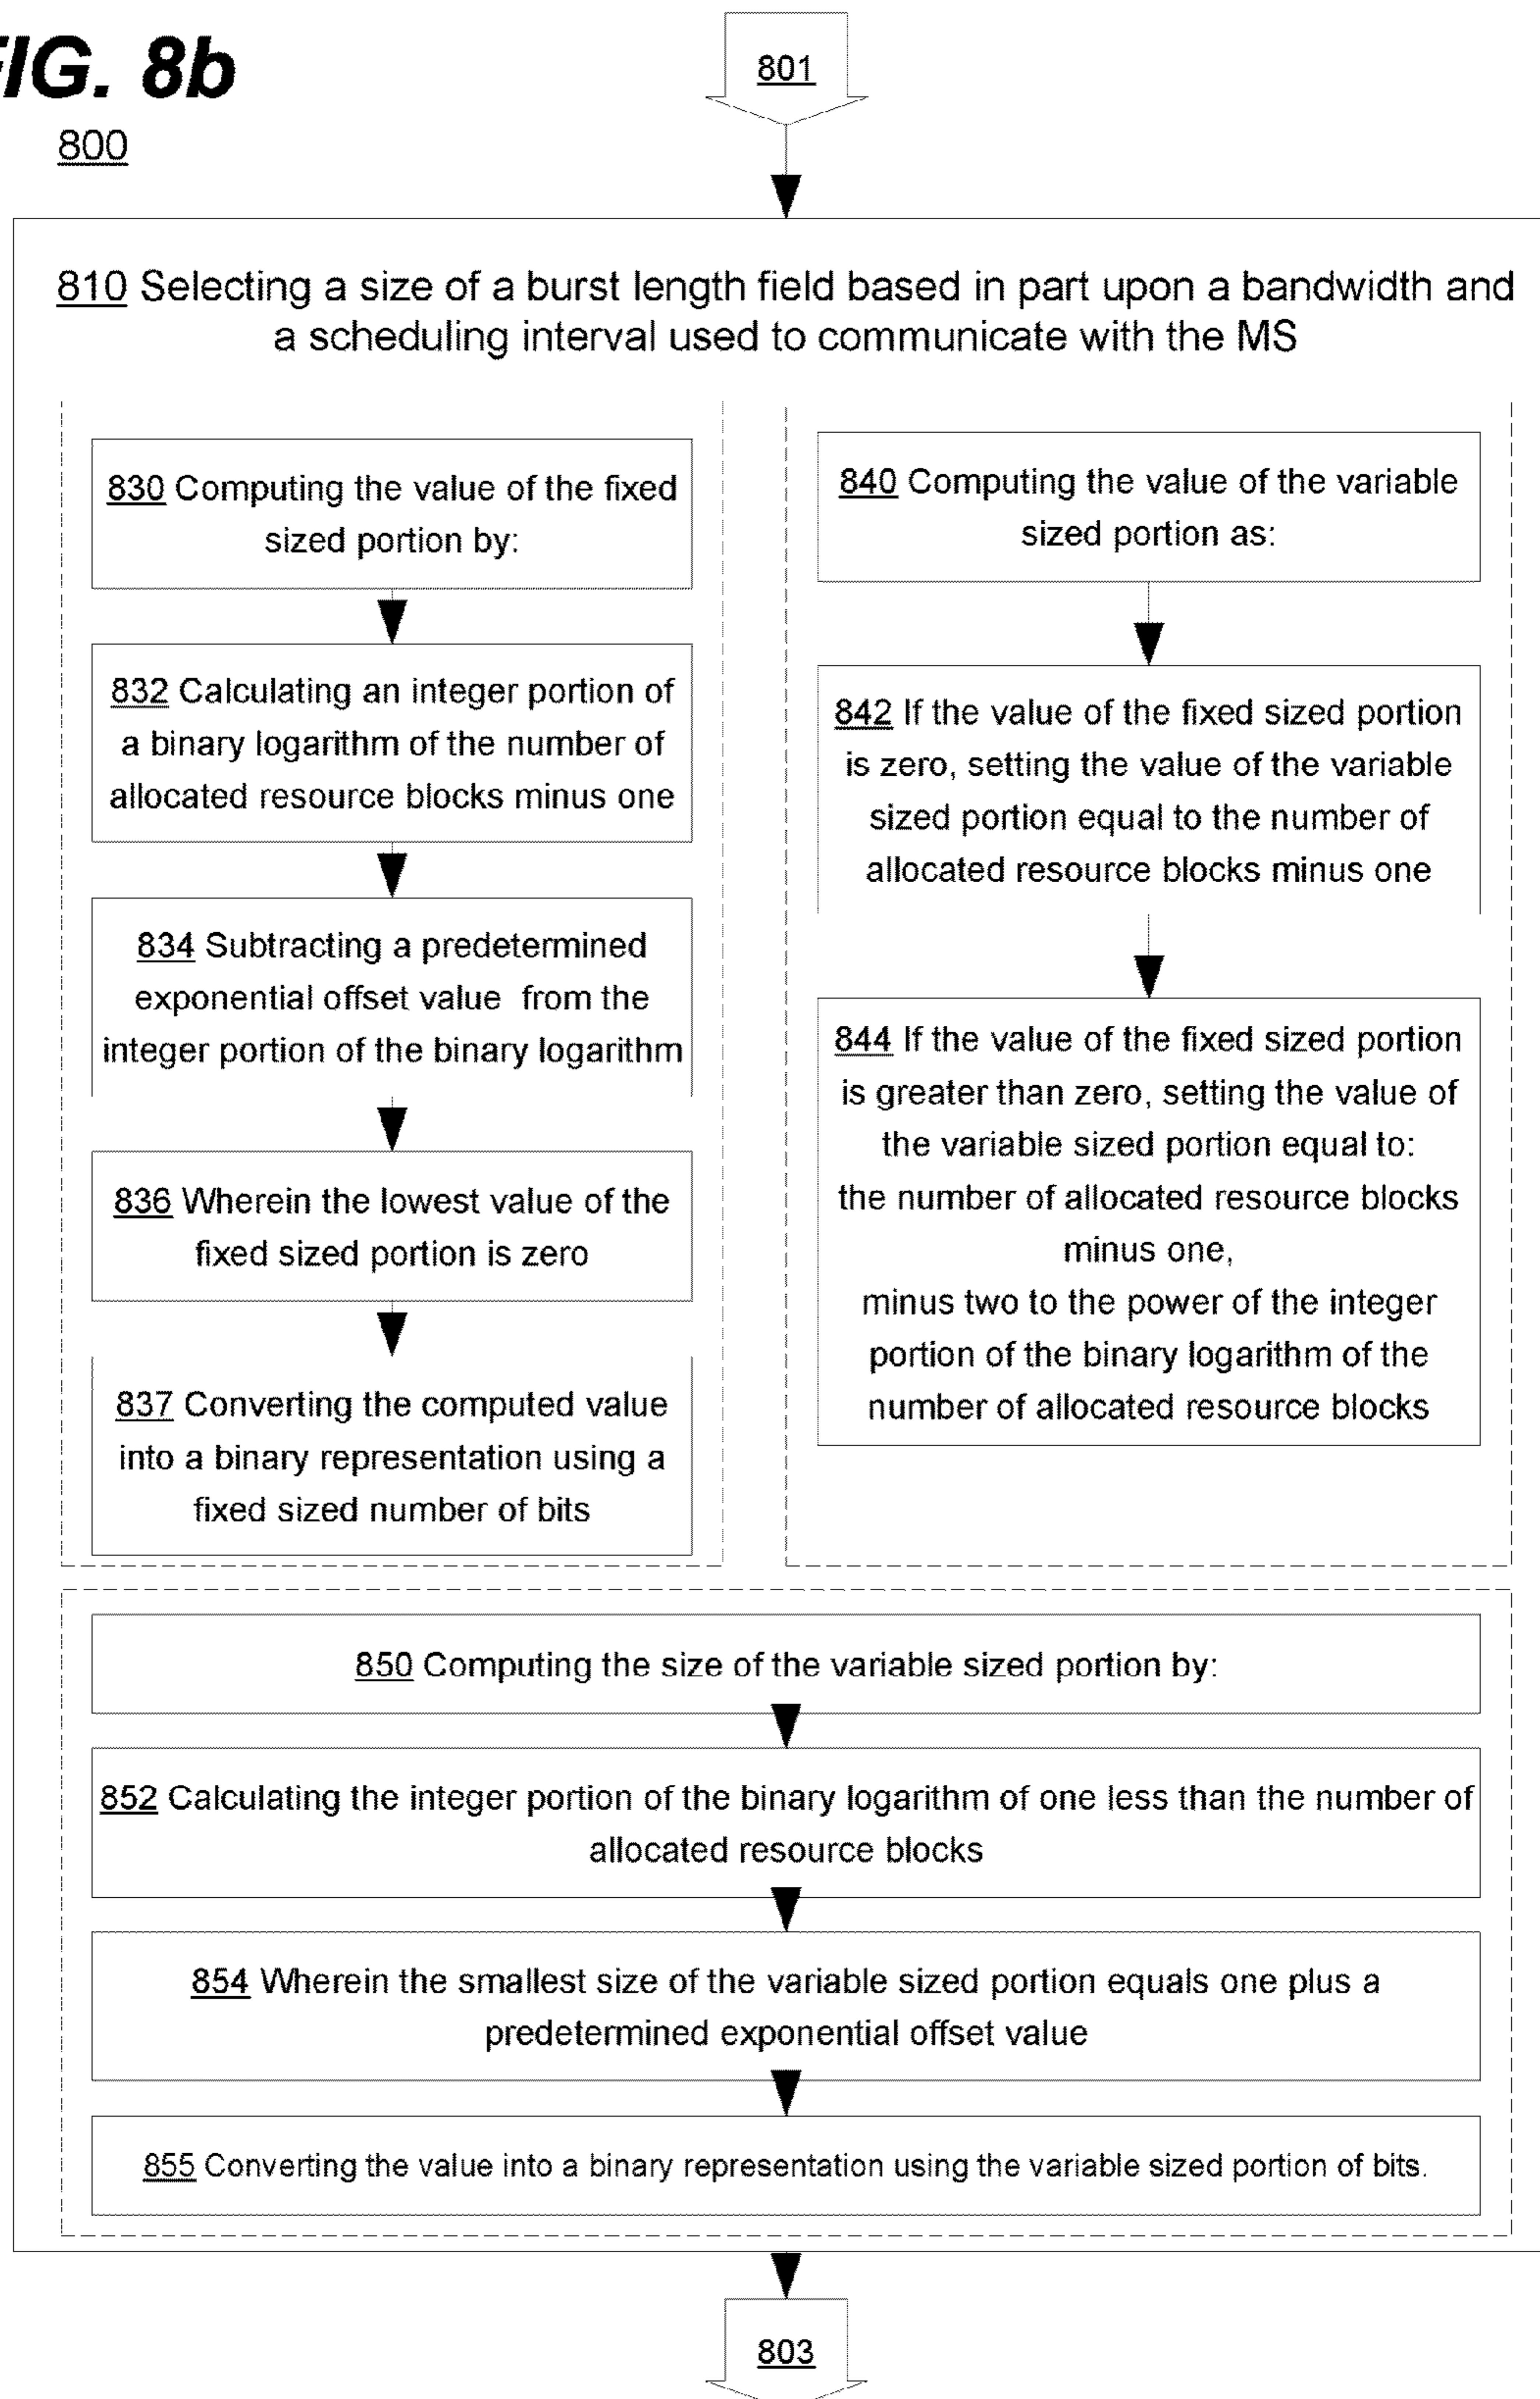 FIG. 8b
800
801
810 Selecting a size of a burst length field based in part upon a bandwidth and
a scheduling interval used to communicate with the MS
830 Computing the value of the fixed
sized portion by:
832 Calculating an integer portion of
a binary logarithm of the number of
allocated resource blocks minus one
834 Subtracting a predetermined
exponential offset value from the
integer portion of the binary logarithm
836 Wherein the lowest value of the
fixed sized portion is zero
837 Converting the computed value
into a binary representation using a
fixed sized number of bits
840 Computing the value of the variable
sized portion as:
842 If the value of the fixed sized portion
is zero, setting the value of the variable
sized portion equal to the number of
allocated resource blocks minus one
844 If the value of the fixed sized portion
is greater than zero, setting the value of
the variable sized portion equal to:
the number of allocated resource blocks
minus one,
minus two to the power of the integer
portion of the binary logarithm of the
number of allocated resource blocks
850 Computing the size of the variable sized portion by:
852 Calculating the integer portion of the binary logarithm of one less than the number of
allocated resource blocks
854 Wherein the smallest size of the variable sized portion equals one plus a
predetermined exponential offset value
855 Converting the value into a binary representation using the variable sized portion of bits.
803